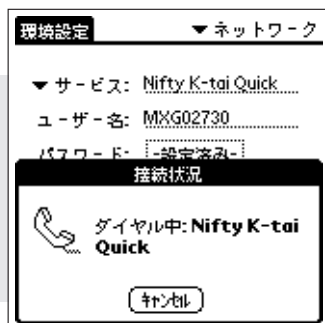 環境設定 ▼ネットワーク
▼サービス: Nifty K-tai Quick
ユーザー名: MXG02730
パスワード: -設定済み-
接続状況
ダイヤル中: Nifty K-tai
Quick
キャンセル